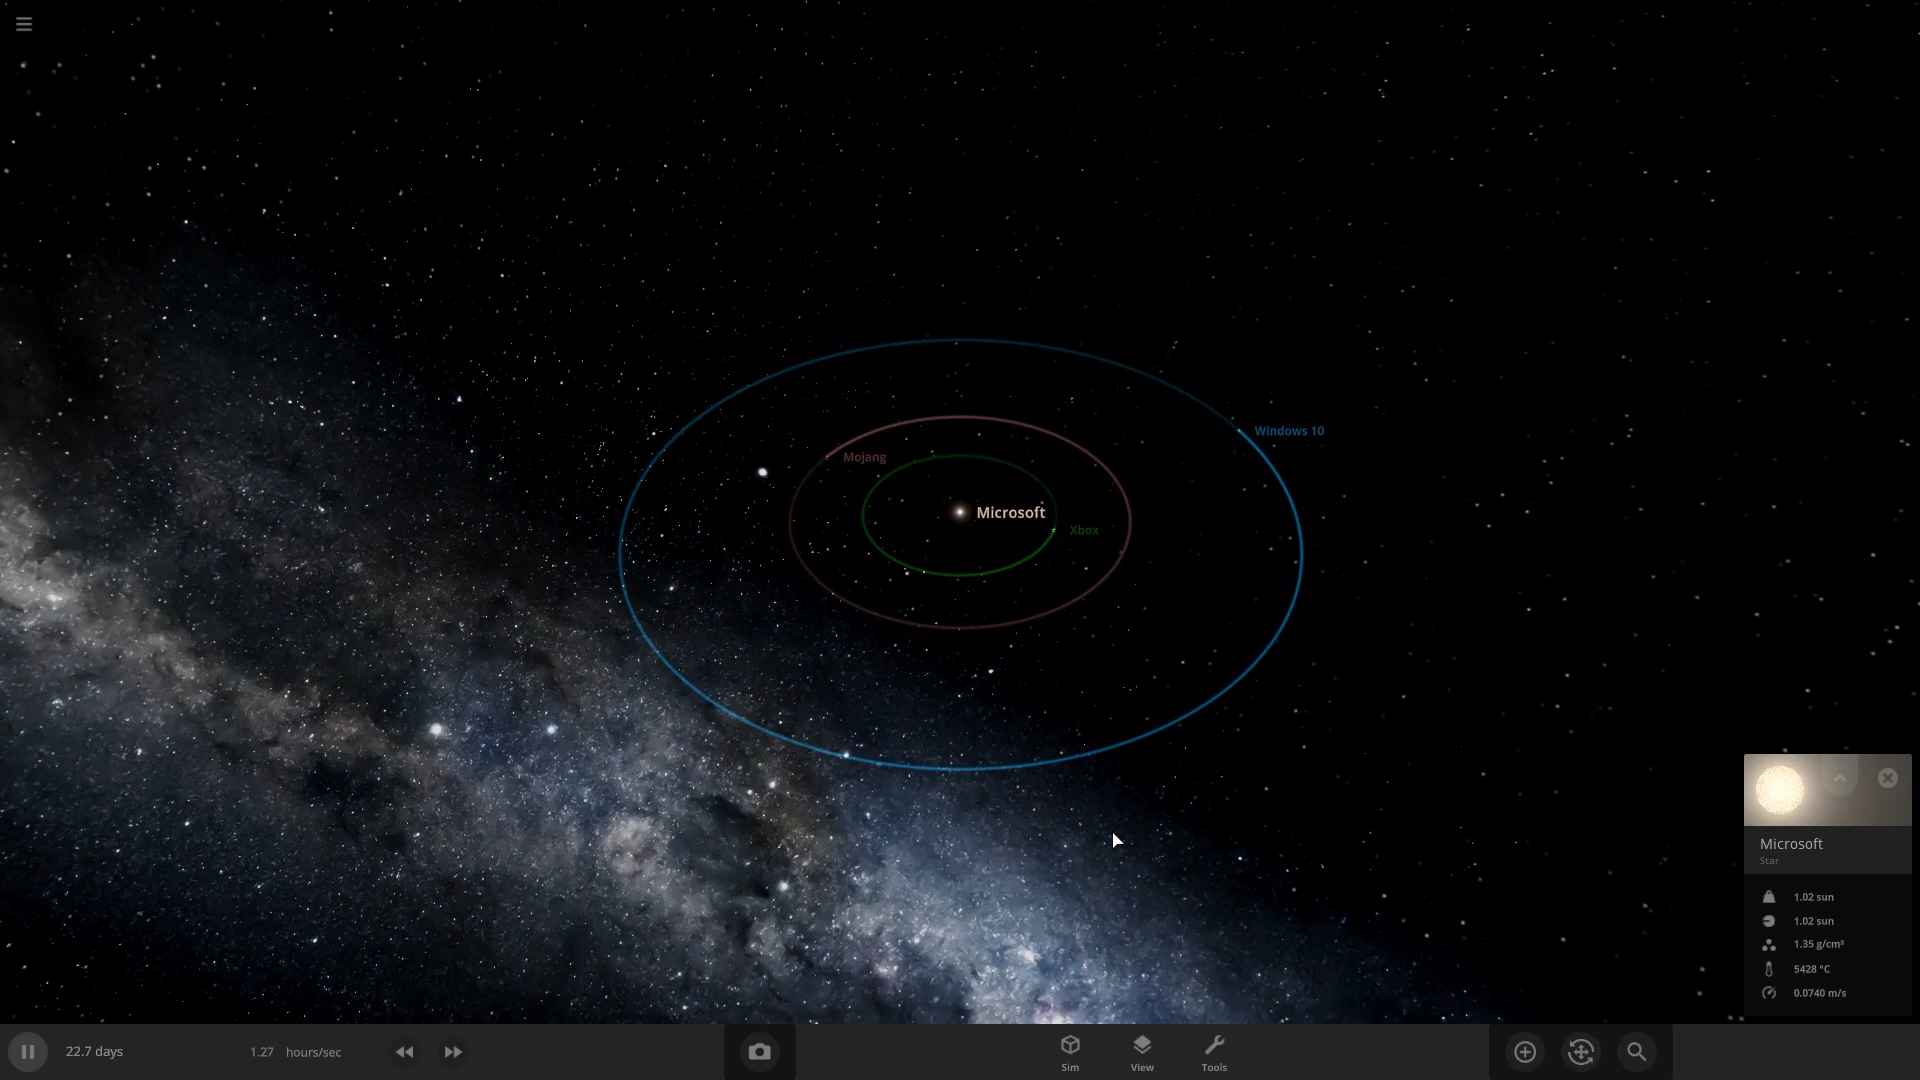 Windows 10
Mojang
Microsoft
Xbox
Microsoft
Star
1.02 sun
1.02 sun
1.35 g/cm³
5428 °C
0.0740 m/s
22.7 days
1.27 hours/sec
Sim
View
Tools